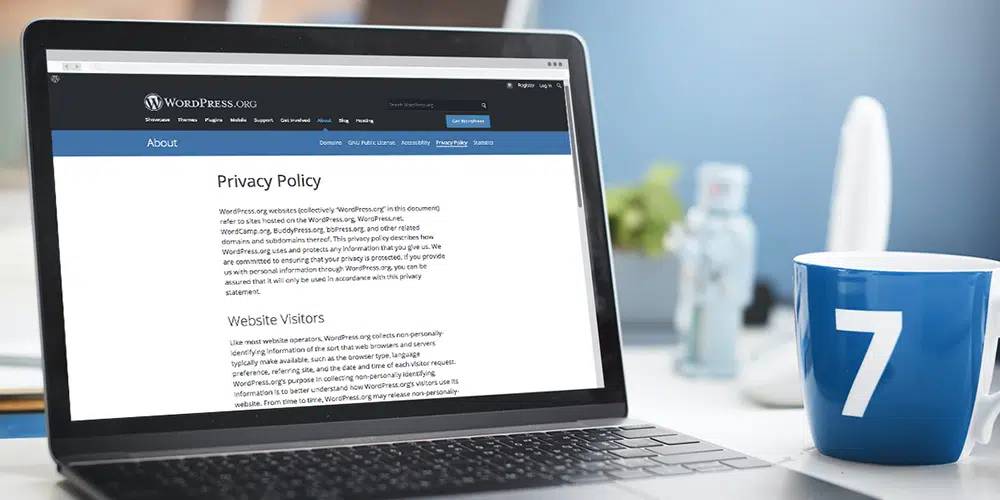 Register Log In
WORDPRESS.ORG
Search WordPress.org
Showcase Themes Plugins Mobile Support Get Involved About Blog Hosting
Get WordPress
About
Domains GNU Public License Accessibility Privacy Policy Statistics
Privacy Policy
WordPress.org websites (collectively “WordPress.org” in this document)
refer to sites hosted on the WordPress.org, WordPress.net,
WordCamp.org, BuddyPress.org, bbPress.org, and other related
domains and subdomains thereof. This privacy policy describes how
WordPress.org uses and protects any information that you give us. We
are committed to ensuring that your privacy is protected. If you provide
us with personal information through WordPress.org, you can be
assured that it will only be used in accordance with this privacy
statement.
Website Visitors
Like most website operators, WordPress.org collects non-personally-
identifying information of the sort that web browsers and servers
typically make available, such as the browser type, language
preference, referring site, and the date and time of each visitor request.
WordPress.org’s purpose in collecting non-personally identifying
information is to better understand how WordPress.org’s visitors use its
website. From time to time, WordPress.org may release non-personally-
7